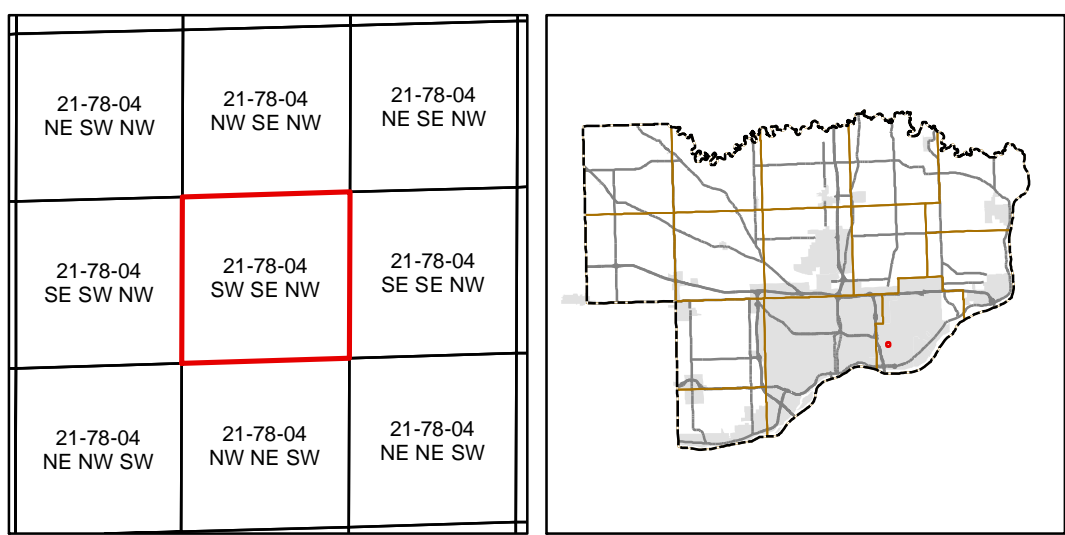 21-78-04
NE SW NW
21-78-04
NW SE NW
21-78-04
NE SE NW
21-78-04
SE SW NW
21-78-04
SW SE NW
21-78-04
SE SE NW
21-78-04
NE NW SW
21-78-04
NW NE SW
21-78-04
NE NE SW